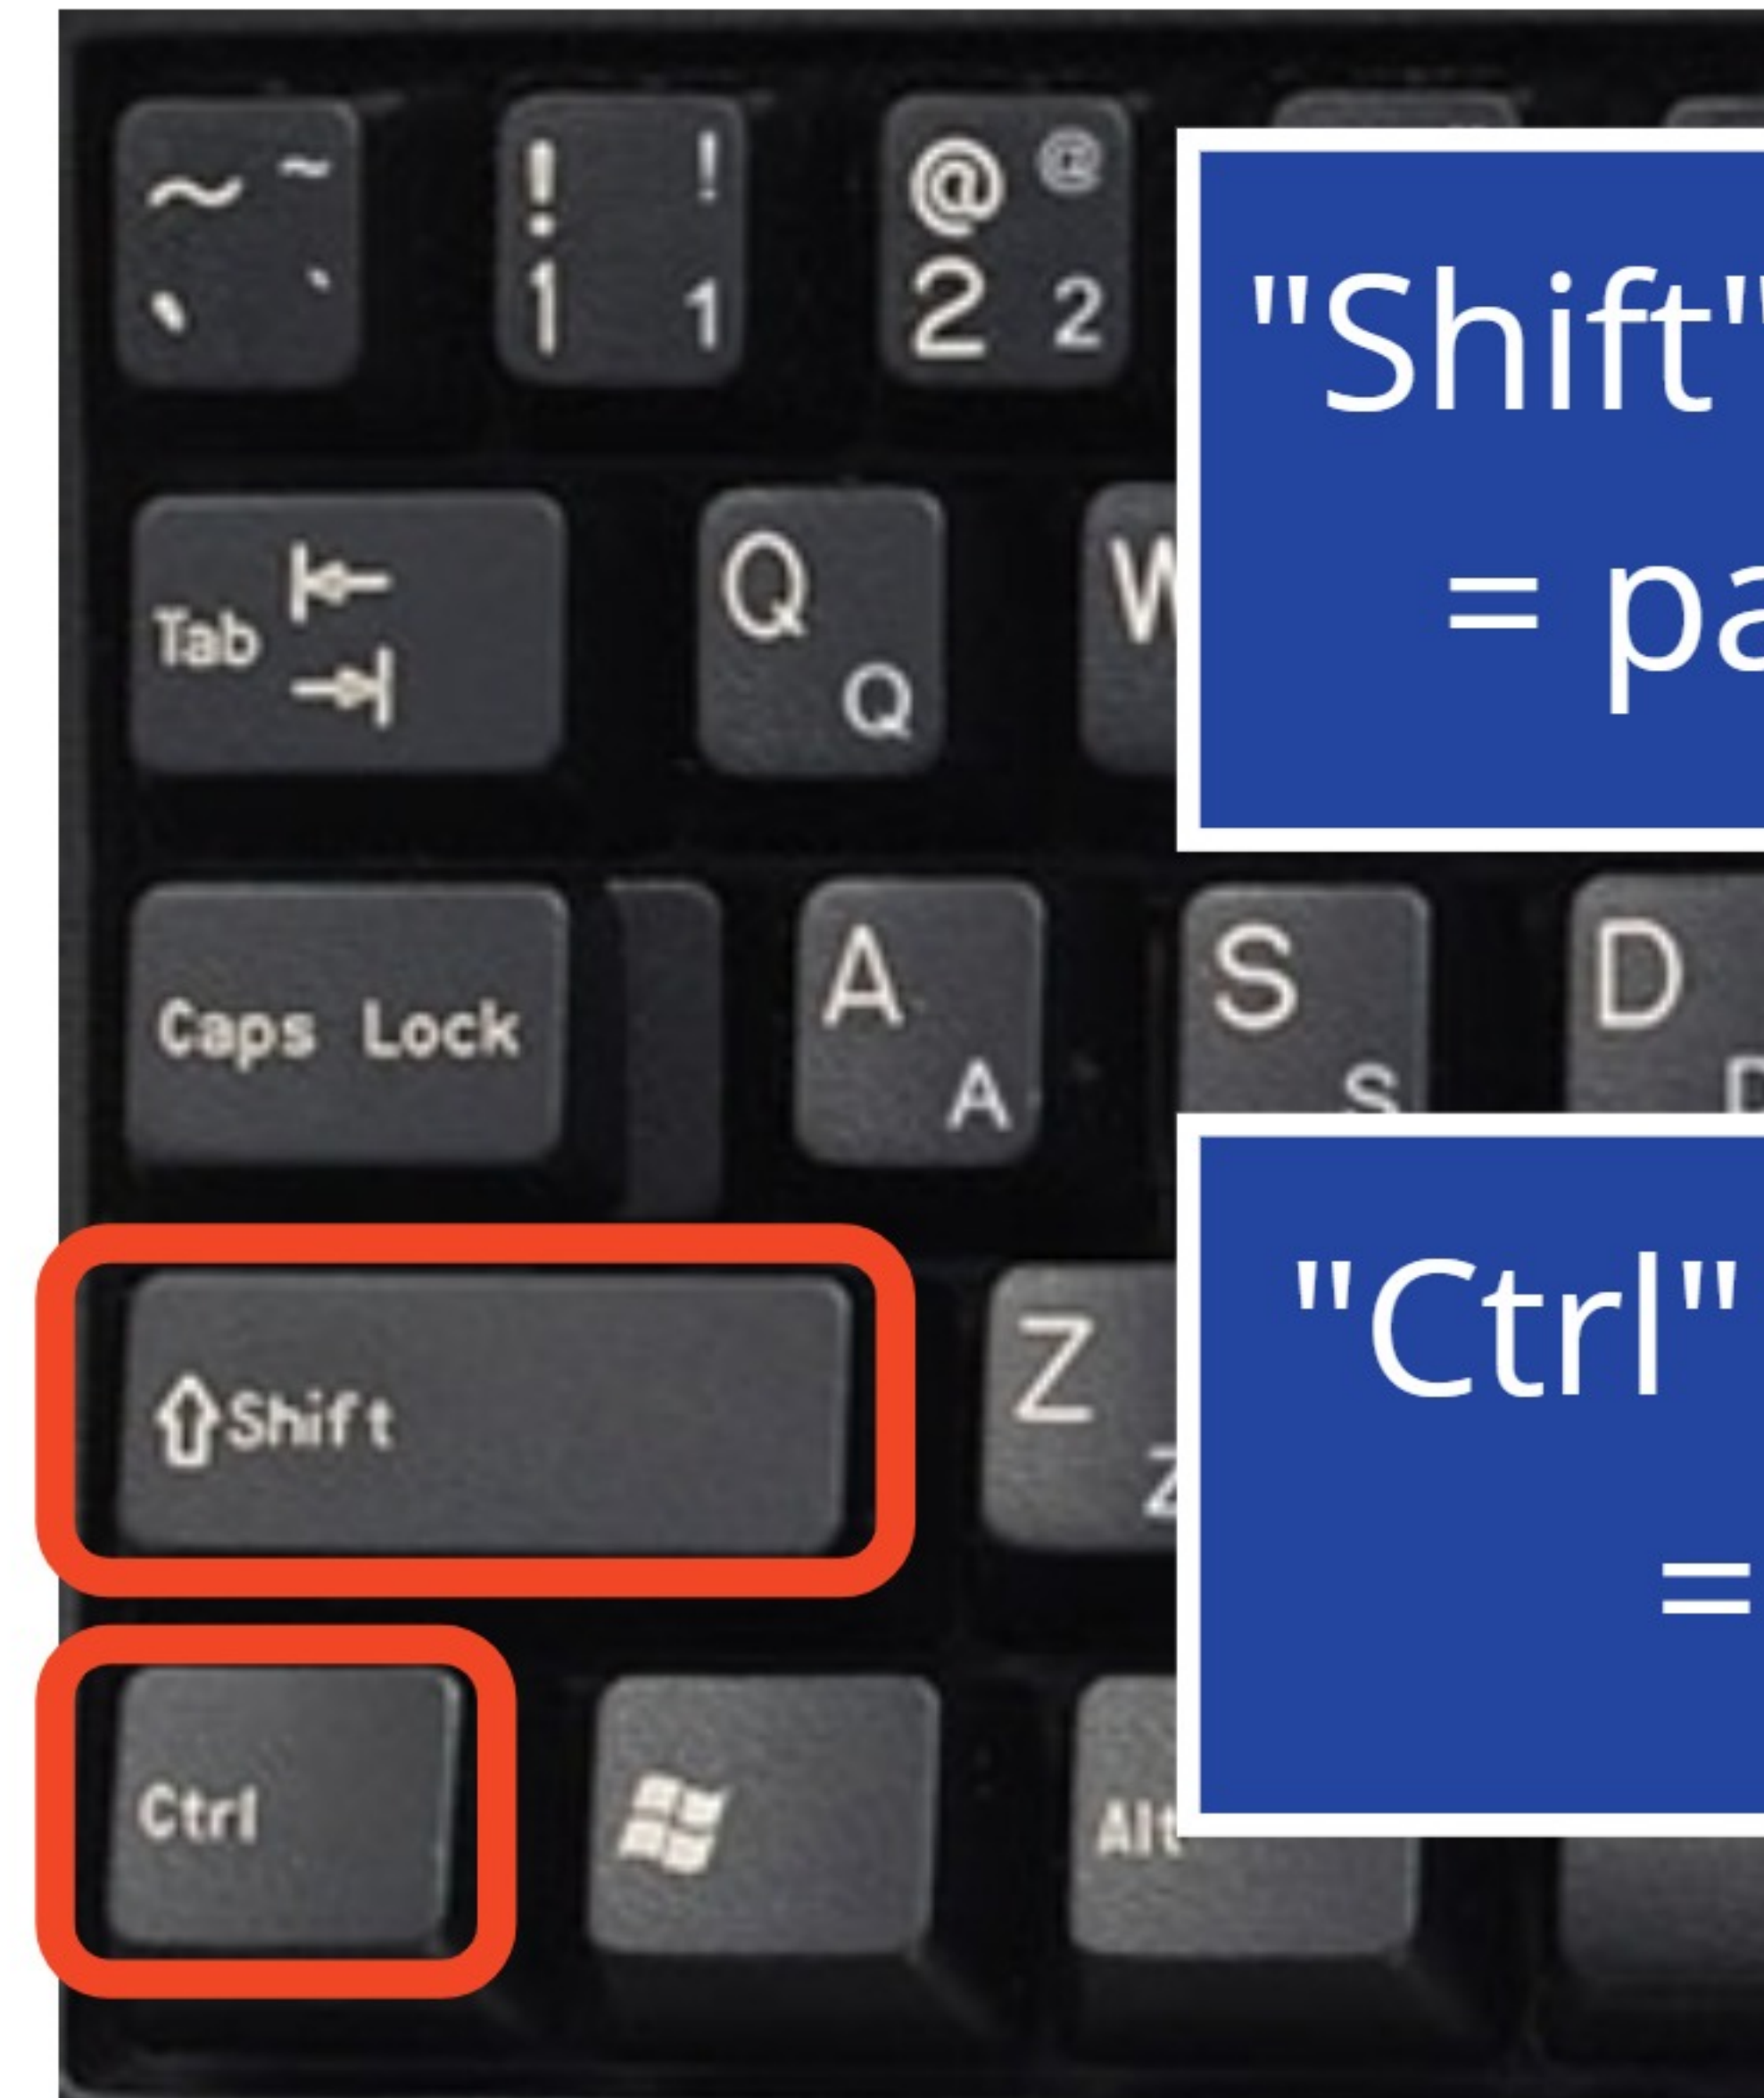 ~ ~ ! ! @ @
` ` 1 1 2 2
"Shift"
= pa
Tab Q W
Q
Caps Lock A S D
A S
"Ctrl"
=
Shift Z
Z
Ctrl Alt